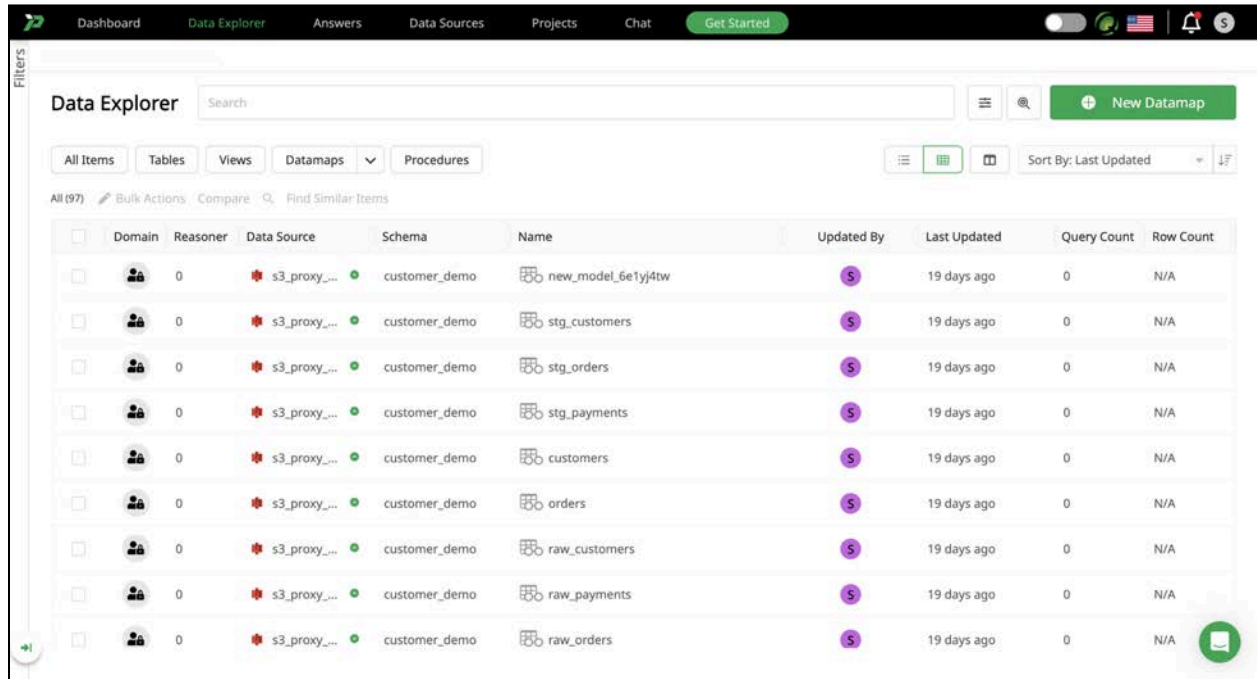 Dashboard Data Explorer Answers Data Sources Projects Chat Get Started S
Filters
Data Explorer Search New Datamap
All Items Tables Views Datamaps Procedures Sort By: Last Updated
All (97) Bulk Actions Compare Find Similar Items
Domain Reasoner Data Source Schema Name Updated By Last Updated Query Count Row Count
0 s3_proxy_... customer_demo new_model_6e1yj4tw S 19 days ago 0 N/A
0 s3_proxy_... customer_demo stg_customers S 19 days ago 0 N/A
0 s3_proxy_... customer_demo stg_orders S 19 days ago 0 N/A
0 s3_proxy_... customer_demo stg_payments S 19 days ago 0 N/A
0 s3_proxy_... customer_demo customers S 19 days ago 0 N/A
0 s3_proxy_... customer_demo orders S 19 days ago 0 N/A
0 s3_proxy_... customer_demo raw_customers S 19 days ago 0 N/A
0 s3_proxy_... customer_demo raw_payments S 19 days ago 0 N/A
0 s3_proxy_... customer_demo raw_orders S 19 days ago 0 N/A